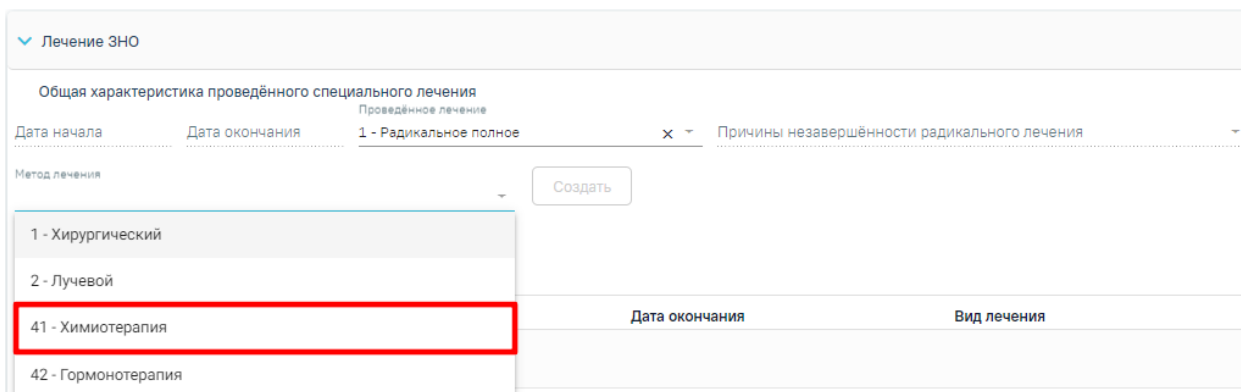 Лечение ЗНО
Общая характеристика проведённого специального лечения
Проведённое лечение
Дата начала Дата окончания 1 - Радикальное полное Причины незавершённости радикального лечения
Метод лечения
Создать
1 - Хирургический
2 - Лучевой
41 - Химиотерапия
Дата окончания Вид лечения
42 - Гормонотерапия